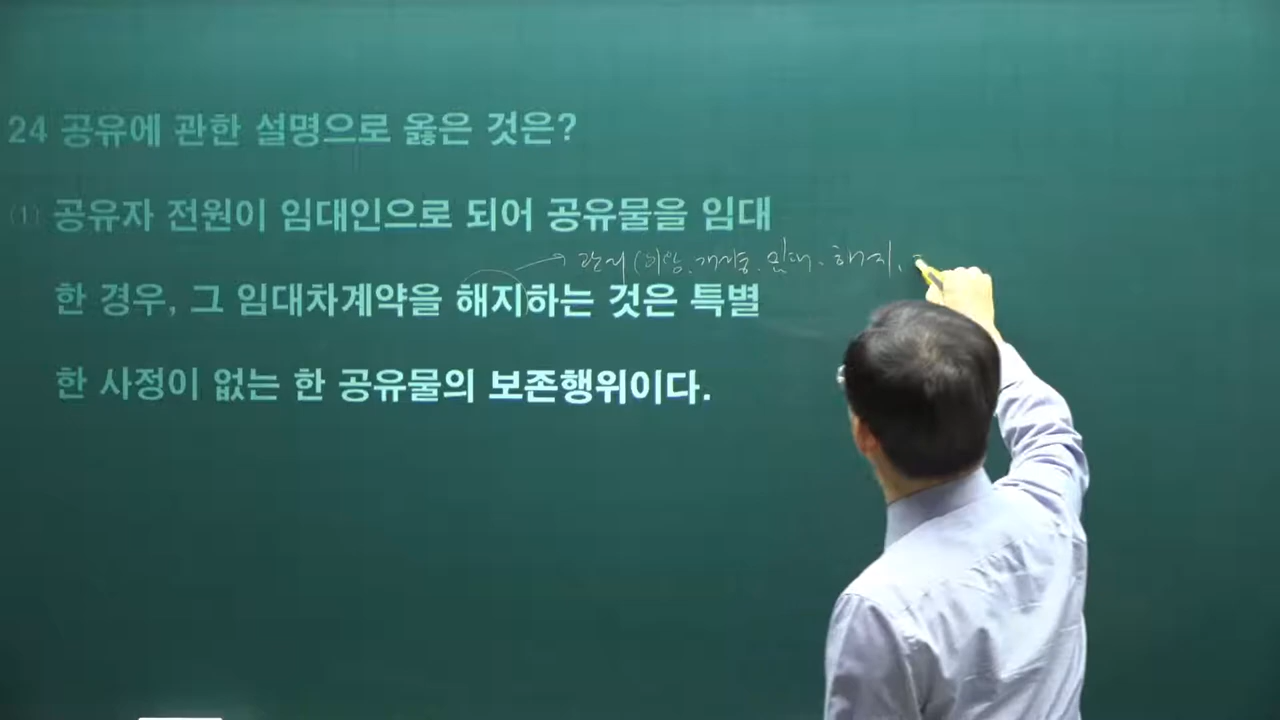 24 공유에 관한 설명으로 옳은 것은?
(1) 공유자 전원이 임대인으로 되어 공유물을 임대
→ 관리 (이용. 개량. 임대. 해지.
한 경우, 그 임대차계약을 해지하는 것은 특별
한 사정이 없는 한 공유물의 보존행위이다.